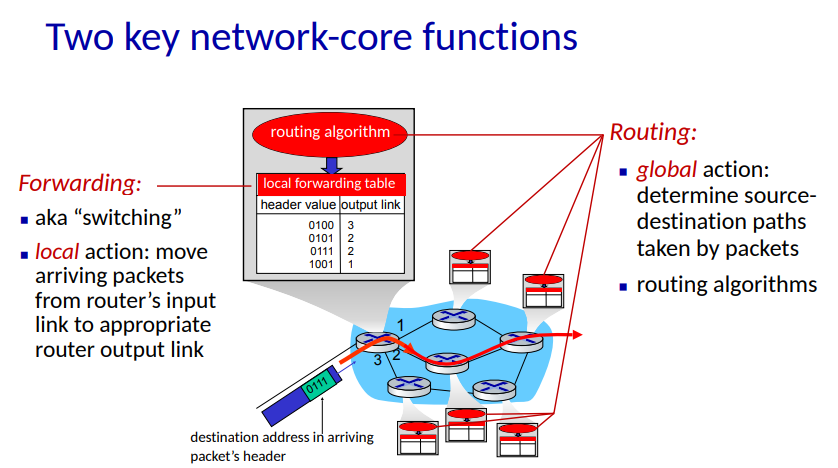 Two key network-core functions
Forwarding:
▪ aka “switching”
▪ local action: move
arriving packets
from router’s input
link to appropriate
router output link
routing algorithm
local forwarding table
header value output link
0100 3
0101 2
0111 2
1001 1
1
2
3
0111
destination address in arriving
packet’s header
Routing:
▪ global action:
determine source-
destination paths
taken by packets
▪ routing algorithms